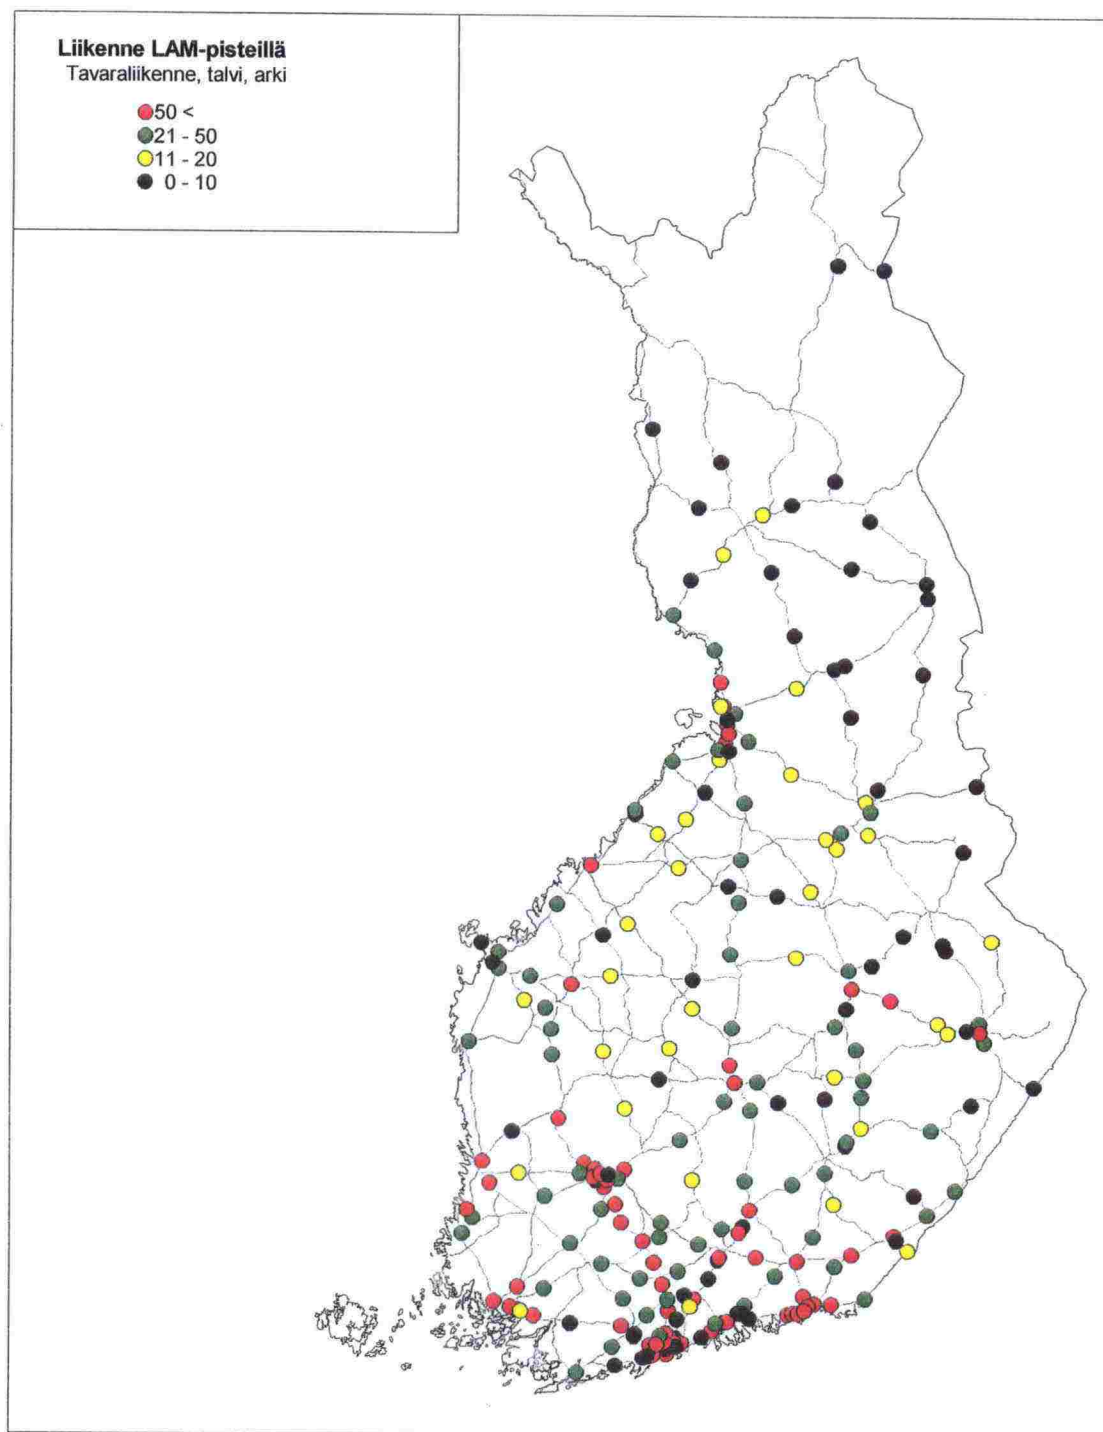 Liikenne LAM-pisteillä
Tavaraliikenne, talvi, arki
50 <
21 - 50
11 - 20
0 - 10